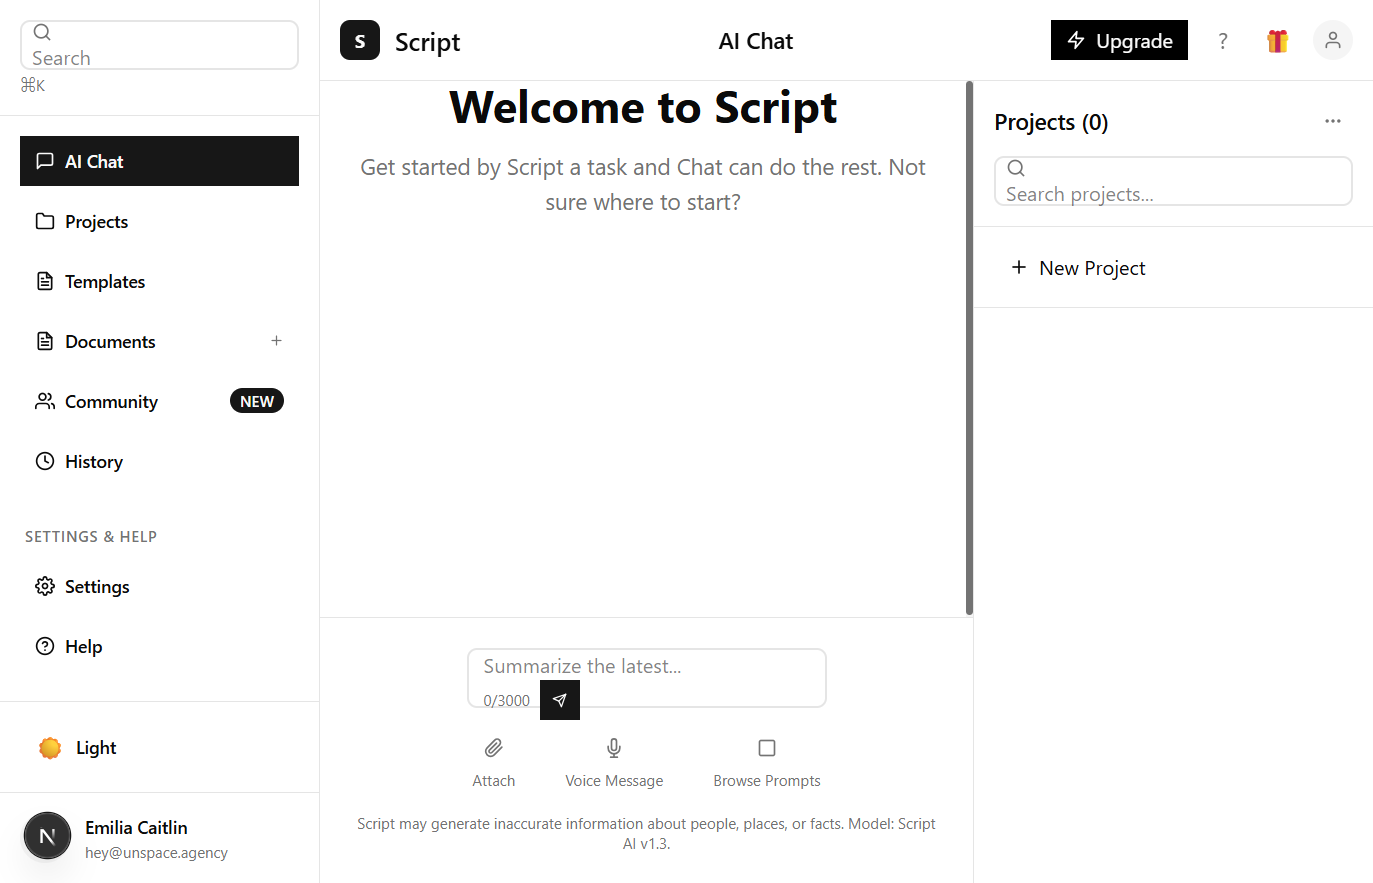 Search
⌘K
AI Chat
Projects
Templates
Documents +
Community NEW
History
SETTINGS & HELP
Settings
Help
Light
N
Emilia Caitlin
hey@unspace.agency
S Script
AI Chat
Upgrade
?
Welcome to Script
Get started by Script a task and Chat can do the rest. Not
sure where to start?
Summarize the latest...
0/3000
Attach
Voice Message
Browse Prompts
Script may generate inaccurate information about people, places, or facts. Model: Script
AI v1.3.
Projects (0)
Search projects...
+ New Project